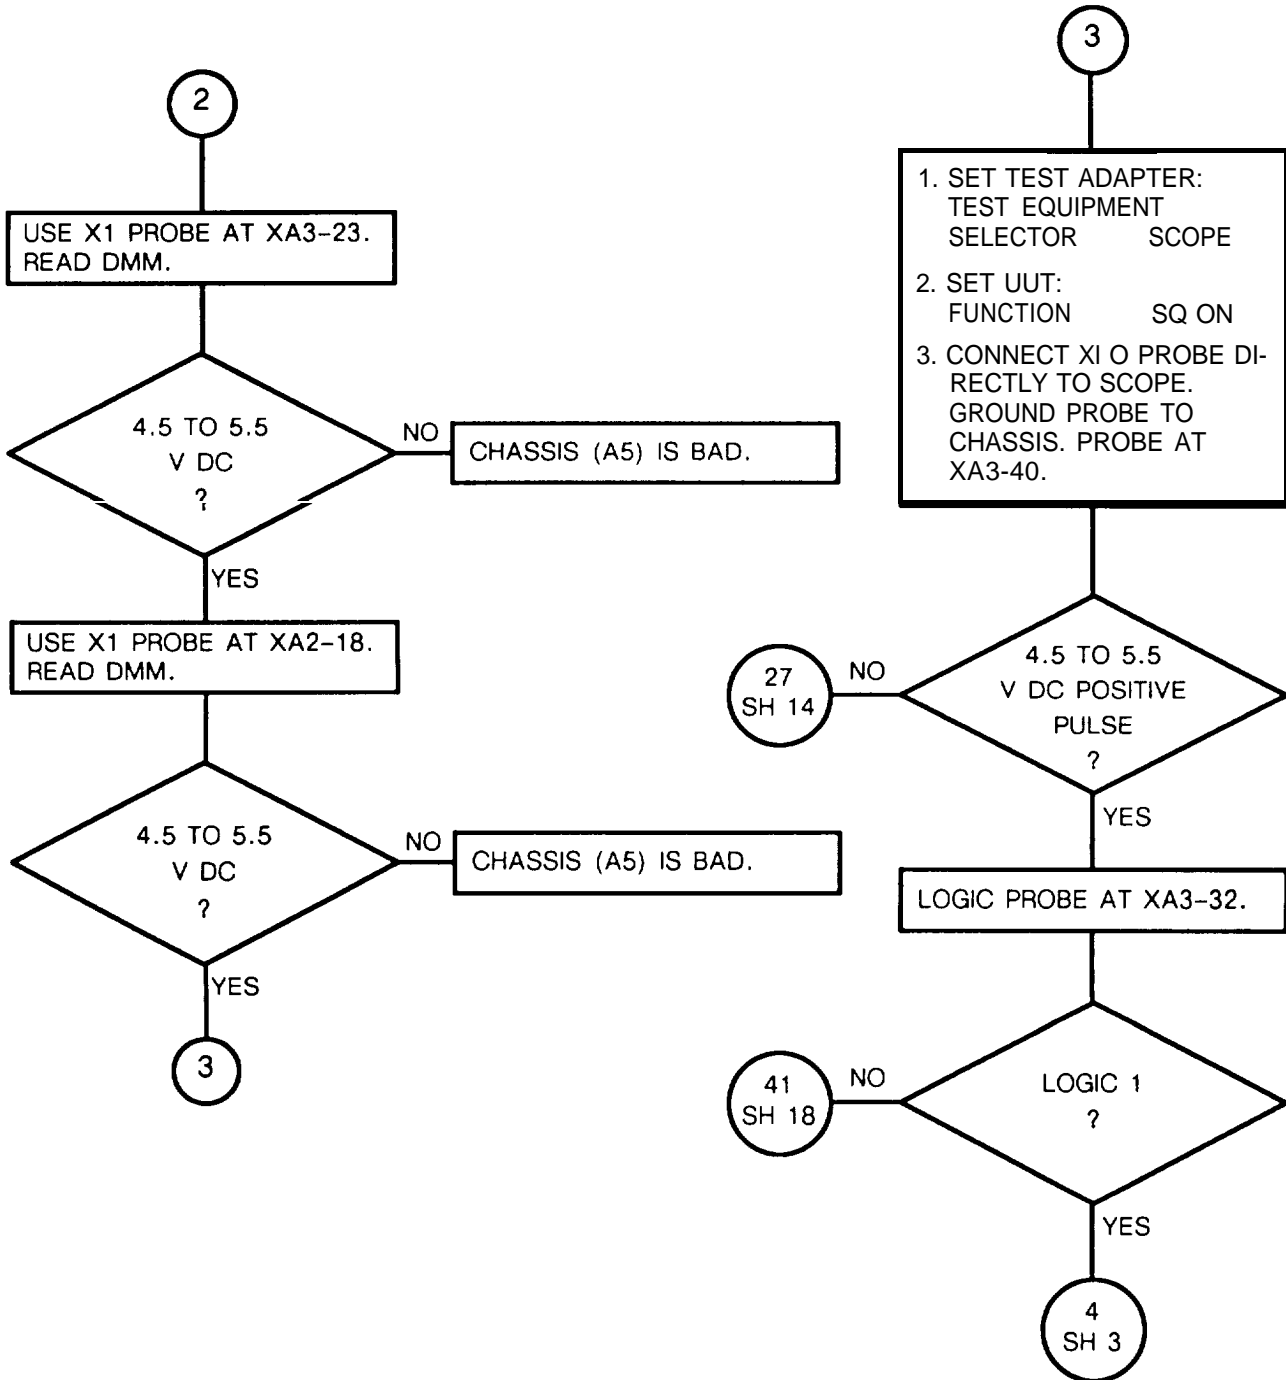 2
USE X1 PROBE AT XA3-23.
READ DMM.
4.5 TO 5.5
V DC
?
NO
CHASSIS (A5) IS BAD.
YES
USE X1 PROBE AT XA2-18.
READ DMM.
4.5 TO 5.5
V DC
?
NO
CHASSIS (A5) IS BAD.
YES
3
3
1. SET TEST ADAPTER:
TEST EQUIPMENT
SELECTOR SCOPE
2. SET UUT:
FUNCTION SQ ON
3. CONNECT XI O PROBE DI-
RECTLY TO SCOPE.
GROUND PROBE TO
CHASSIS. PROBE AT
XA3-40.
4.5 TO 5.5
V DC POSITIVE
PULSE
?
NO
27
SH 14
YES
LOGIC PROBE AT XA3-32.
LOGIC 1
?
NO
41
SH 18
YES
4
SH 3